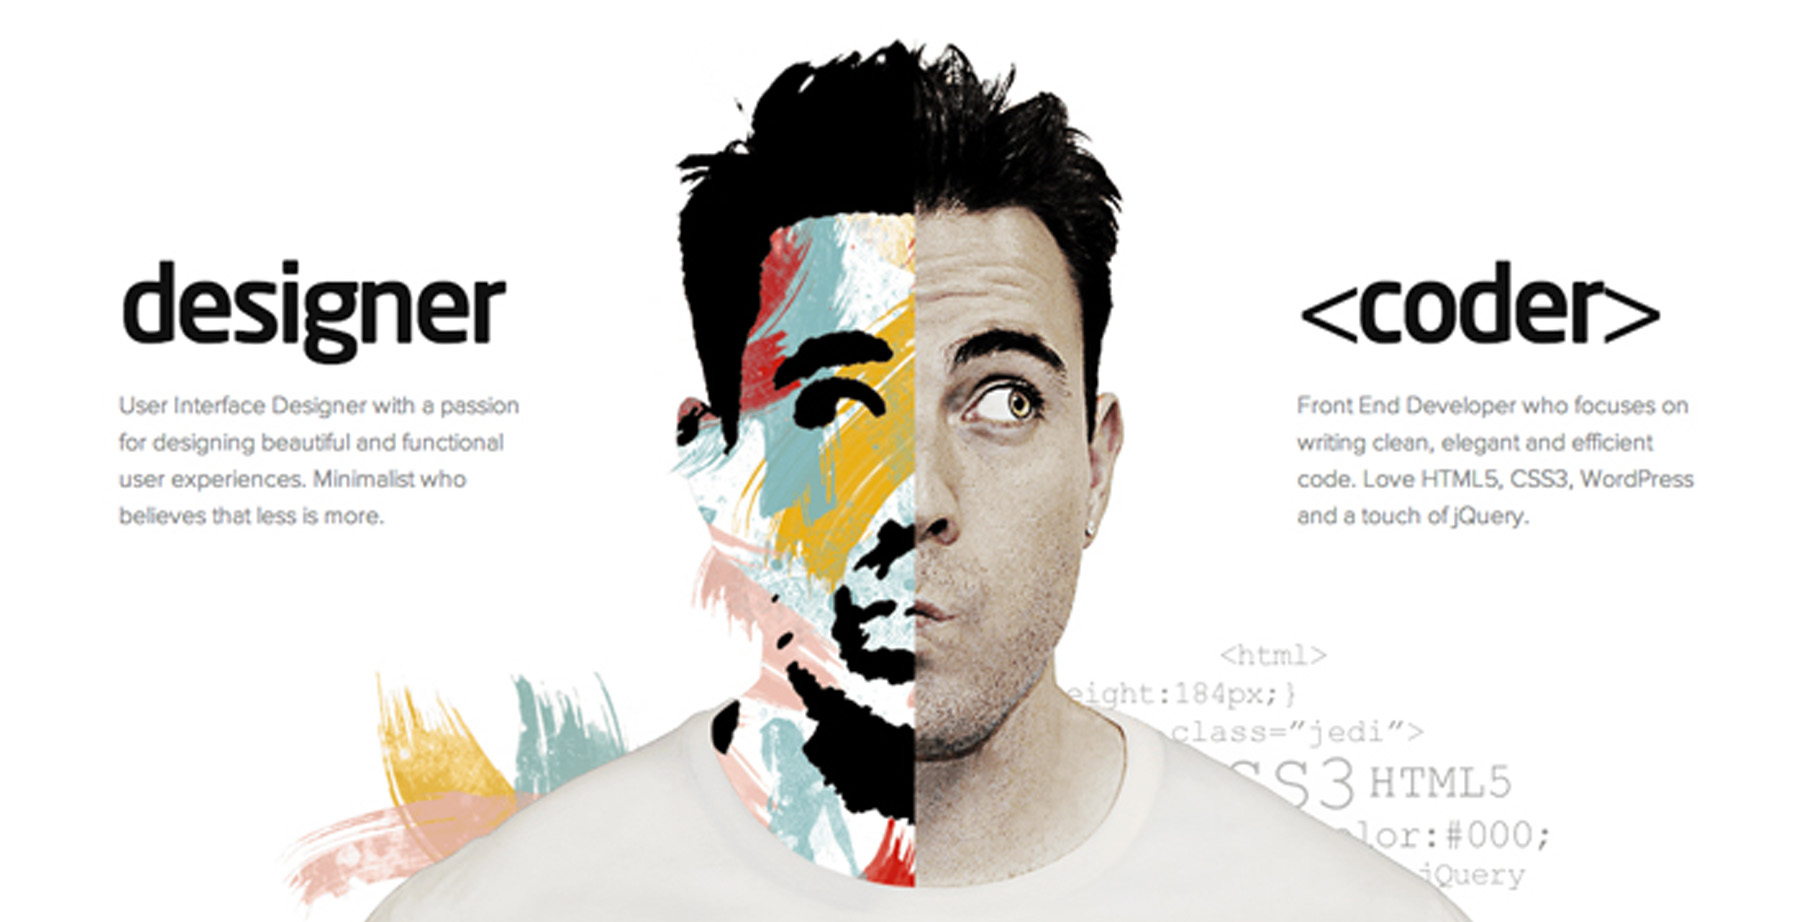 designer
User Interface Designer with a passion
for designing beautiful and functional
user experiences. Minimalist who
believes that less is more.
<coder>
Front End Developer who focuses on
writing clean, elegant and efficient
code. Love HTML5, CSS3, WordPress
and a touch of jQuery.
<html>
eight:184px;}
class="jedi">
SS3 HTML5
lor:#000;
jQuery